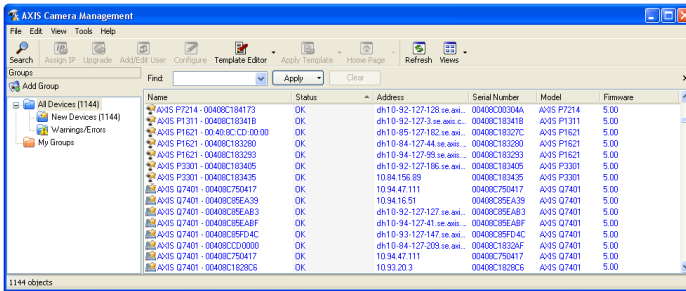 AXIS Camera Management
File Edit View Tools Help
Search Assign IP Upgrade Add/Edit User Configure Template Editor Apply Template Home Page Refresh Views
Groups
Find: Apply Clear
Add Group
Name Status Address Serial Number Model Firmware
All Devices (1144)
New Devices (1144)
Warnings/Errors
My Groups
AXIS P7214 - 00408C184173 OK dh10-92-127-128.se.axi... 00408C00304A AXIS P7214 5.00
AXIS P1311 - 00408C18341B OK dh10-92-127-3.se.axis.c... 00408C18341B AXIS P1311 5.00
AXIS P1621 - 00:40:8C:CD:00:00 OK dh10-85-127-182.se.axi... 00408C18327C AXIS P1621 5.00
AXIS P1621 - 00408C183280 OK dh10-84-127-44.se.axis... 00408C183280 AXIS P1621 5.00
AXIS P1621 - 00408C183293 OK dh10-94-127-99.se.axis... 00408C183293 AXIS P1621 5.00
AXIS P3301 - 00408C183405 OK dh10-92-127-186.se.axi... 00408C183405 AXIS P3301 5.00
AXIS P3301 - 00408C183435 OK 10.84.156.89 00408C183435 AXIS P3301 5.00
AXIS Q7401 - 00408C750417 OK 10.94.47.111 00408C750417 AXIS Q7401 5.00
AXIS Q7401 - 00408C85EA39 OK 10.94.16.51 00408C85EA39 AXIS Q7401 5.00
AXIS Q7401 - 00408C85EAB3 OK dh10-92-127-127.se.axi... 00408C85EAB3 AXIS Q7401 5.00
AXIS Q7401 - 00408C85EABF OK dh10-94-127-41.se.axis... 00408C85EABF AXIS Q7401 5.00
AXIS Q7401 - 00408C85FD4C OK dh10-93-127-147.se.axi... 00408C85FD4C AXIS Q7401 5.00
AXIS Q7401 - 00408CCD0000 OK dh10-84-127-209.se.axi... 00408C1832AF AXIS Q7401 5.00
AXIS Q7401 - 00408C750417 OK 10.94.47.111 00408C750417 AXIS Q7401 5.00
AXIS Q7401 - 00408C1828C6 OK 10.93.20.3 00408C1828C6 AXIS Q7401 5.00
1144 objects